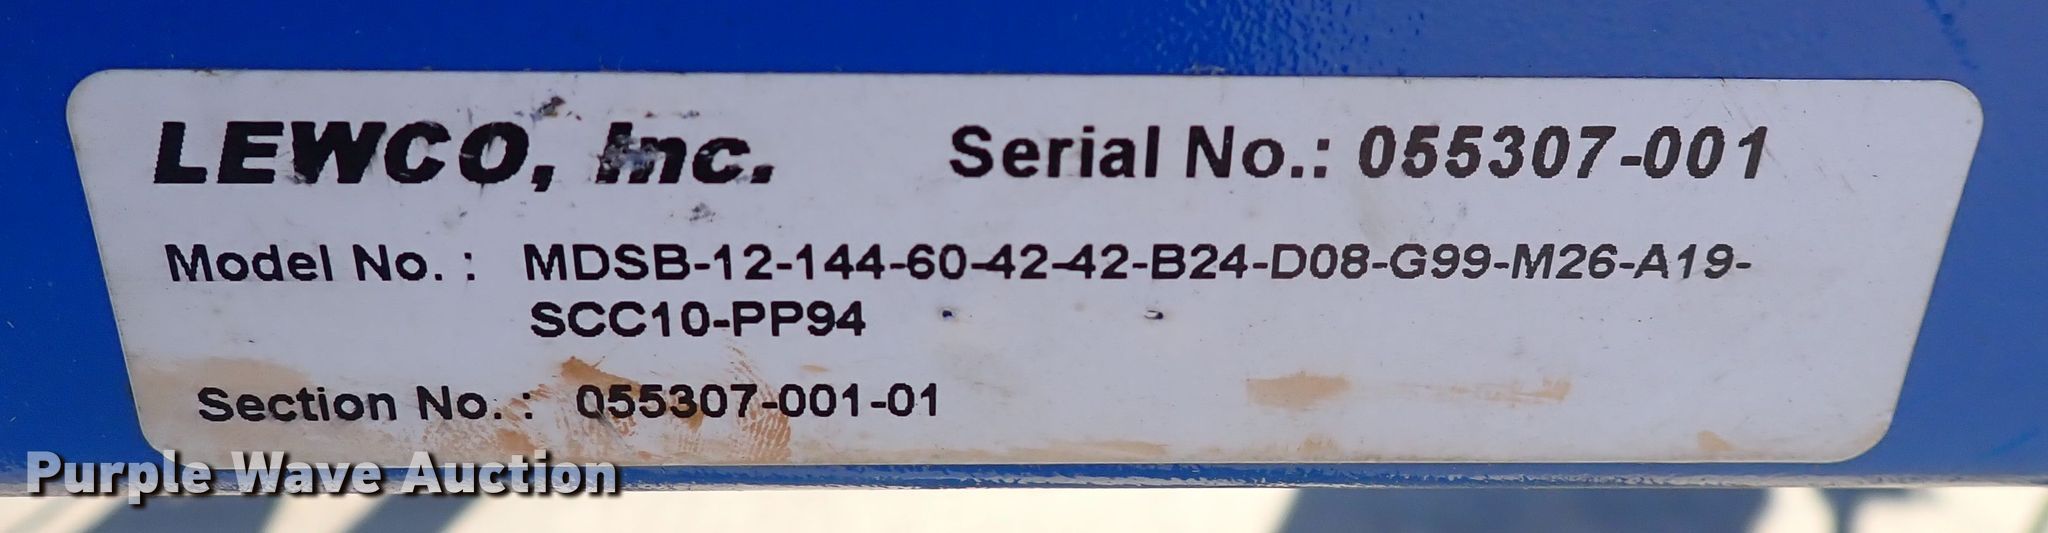 LEWCO, Inc. Serial No.: 055307-001
Model No. : MDSB-12-144-60-42-42-B24-D08-G99-M26-A19-
SCC10-PP94
Section No. : 055307-001-01
Purple Wave Auction